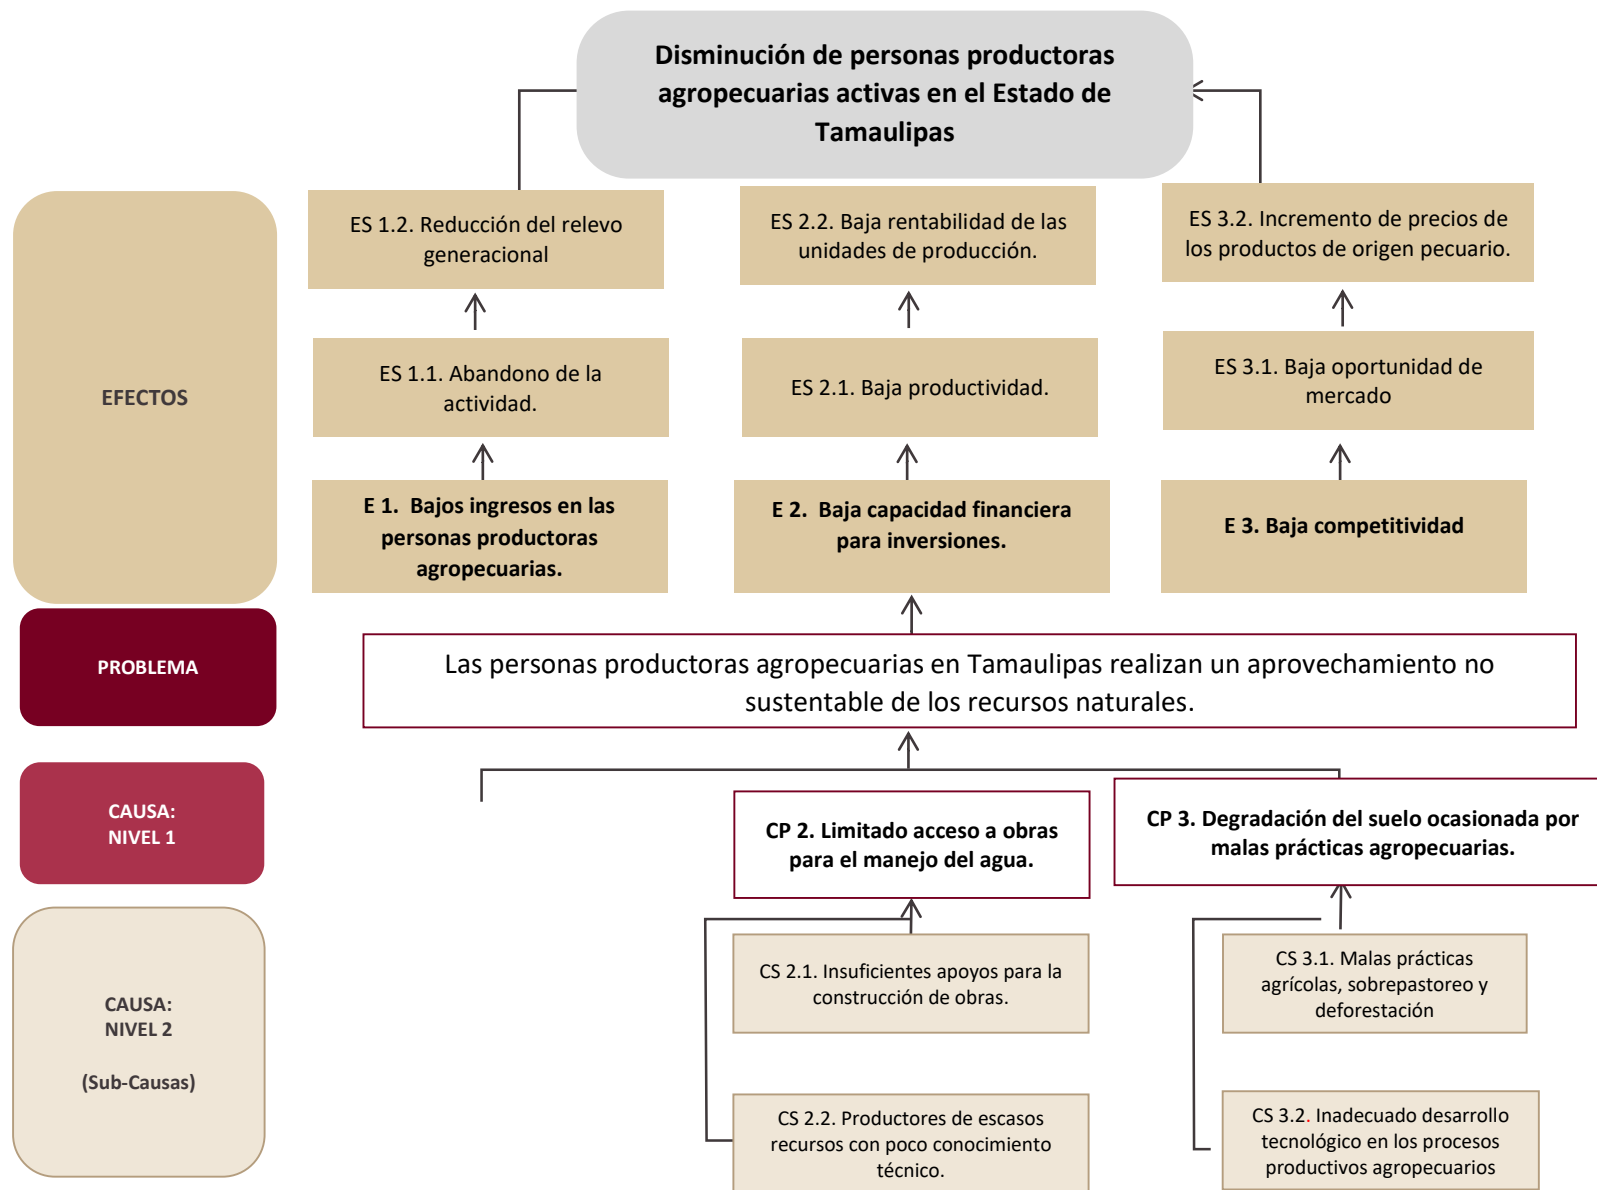 Disminución de personas productoras
agropecuarias activas en el Estado de
Tamaulipas
EFECTOS
ES 1.2. Reducción del relevo
generacional
ES 2.2. Baja rentabilidad de las
unidades de producción.
ES 3.2. Incremento de precios de
los productos de origen pecuario.
ES 1.1. Abandono de la
actividad.
ES 2.1. Baja productividad.
ES 3.1. Baja oportunidad de
mercado
E 1. Bajos ingresos en las
personas productoras
agropecuarias.
E 2. Baja capacidad financiera
para inversiones.
E 3. Baja competitividad
PROBLEMA
Las personas productoras agropecuarias en Tamaulipas realizan un aprovechamiento no
sustentable de los recursos naturales.
CAUSA:
NIVEL 1
CP 2. Limitado acceso a obras
para el manejo del agua.
CP 3. Degradación del suelo ocasionada por
malas prácticas agropecuarias.
CAUSA:
NIVEL 2
(Sub-Causas)
CS 2.1. Insuficientes apoyos para la
construcción de obras.
CS 3.1. Malas prácticas
agrícolas, sobrepastoreo y
deforestación
CS 2.2. Productores de escasos
recursos con poco conocimiento
técnico.
CS 3.2. Inadecuado desarrollo
tecnológico en los procesos
productivos agropecuarios